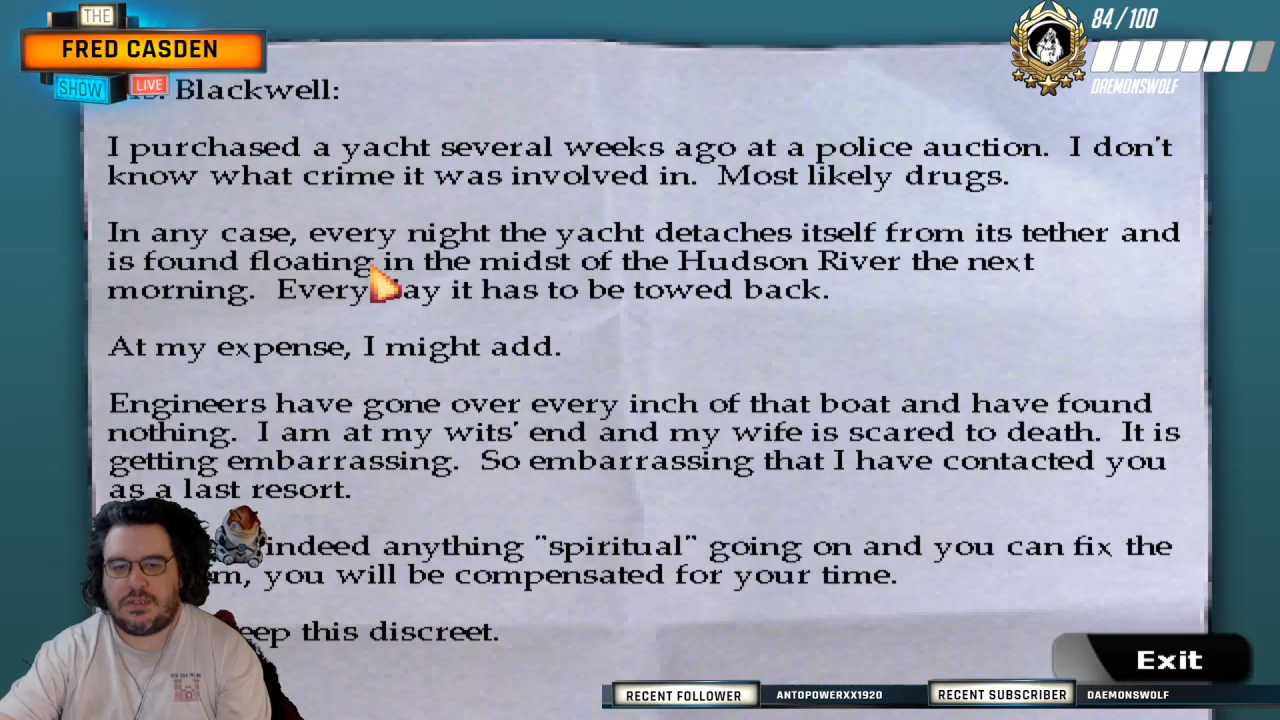 THE
FRED CASDEN
SHOW
LIVE
84/100
DAEMONSWOLF
Blackwell:
I purchased a yacht several weeks ago at a police auction. I don't
know what crime it was involved in. Most likely drugs.
In any case, every night the yacht detaches itself from its tether and
is found floating in the midst of the Hudson River the next
morning. Every it has to be towed back.
At my expense, I might add.
Engineers have gone over every inch of that boat and have found
nothing. I am at my wits' end and my wife is scared to death. It is
getting embarrassing. So embarrassing that I have contacted you
as a last resort.
indeed anything "spiritual" going on and you can fix the
you will be compensated for your time.
this discreet.
Exit
RECENT FOLLOWER
ANTOPOWERXX1920
RECENT SUBSCRIBER
DAEMONSWOLF